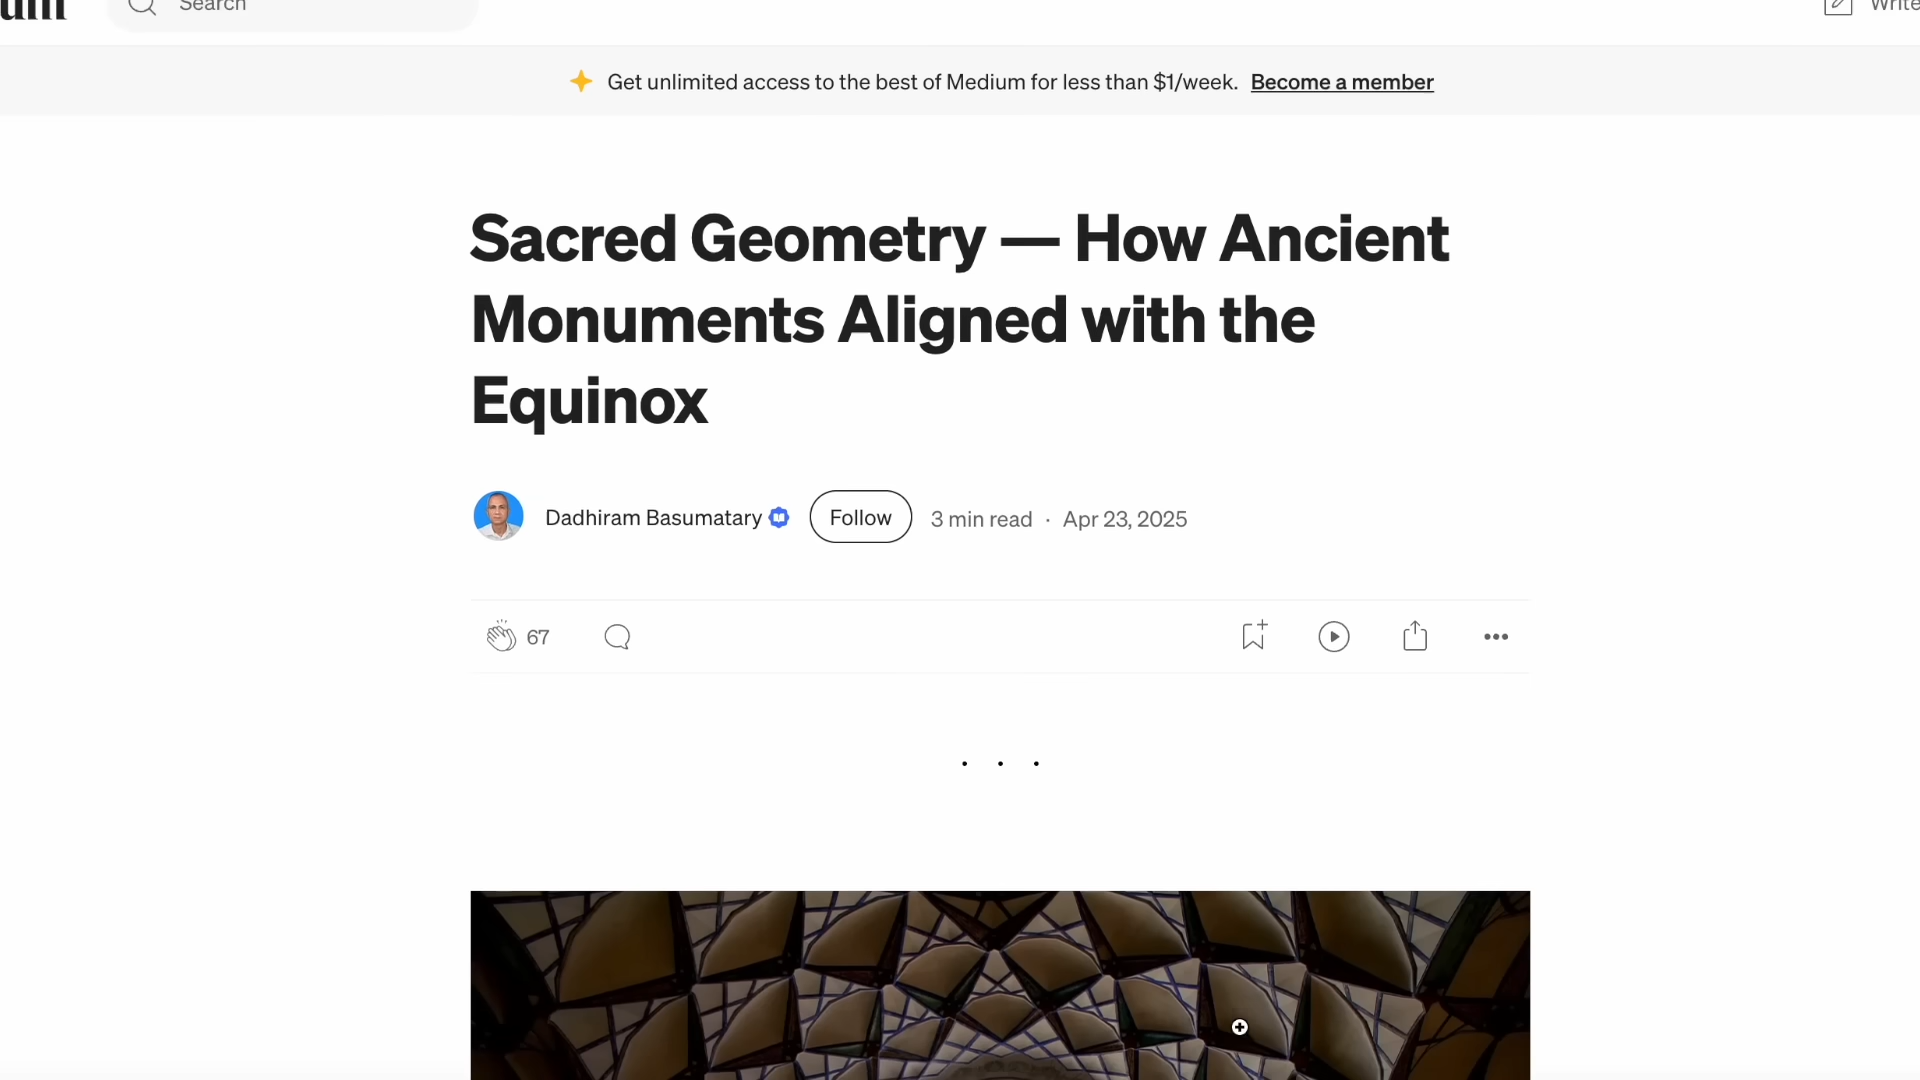 Search
Write
Get unlimited access to the best of Medium for less than $1/week. Become a member
Sacred Geometry — How Ancient
Monuments Aligned with the
Equinox
Dadhiram Basumatary Follow 3 min read · Apr 23, 2025
67